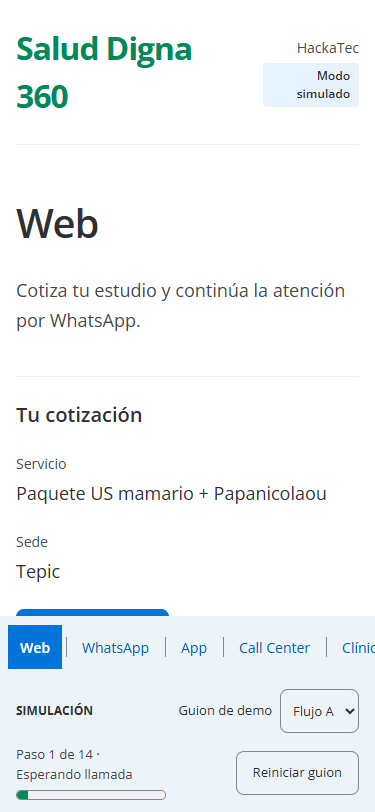 Salud Digna
360
HackaTec
Modo
simulado
Web
Cotiza tu estudio y continúa la atención
por WhatsApp.
Tu cotización
Servicio
Paquete US mamario + Papanicolaou
Sede
Tepic
Web WhatsApp App Call Center Clínic
SIMULACIÓN Guion de demo Flujo A
Paso 1 de 14 ·
Esperando llamada
Reiniciar guion